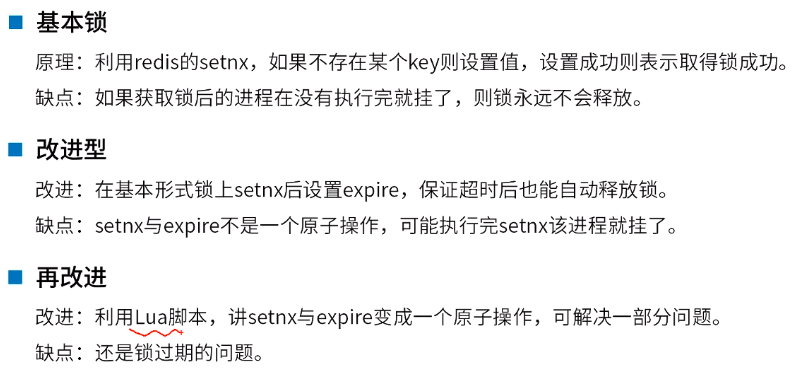 基本锁
原理：利用redis的setnx，如果不存在某个key则设置值，设置成功则表示取得锁成功。
缺点：如果获取锁后的进程在没有执行完就挂了，则锁永远不会释放。
改进型
改进：在基本形式锁上setnx后设置expire，保证超时后也能自动释放锁。
缺点：setnx与expire不是一个原子操作，可能执行完setnx该进程就挂了。
再改进
改进：利用Lua脚本，讲setnx与expire变成一个原子操作，可解决一部分问题。
缺点：还是锁过期的问题。